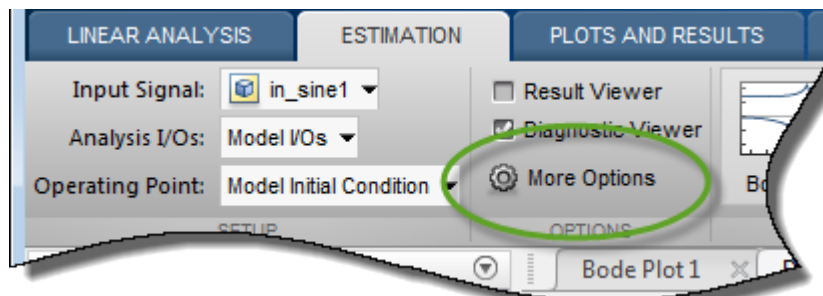 LINEAR ANALYSIS ESTIMATION PLOTS AND RESULTS
Input Signal: in_sine1 Result Viewer
Analysis I/Os: Model I/Os Diagnostic Viewer
Operating Point: Model Initial Condition More Options
SETUP OPTIONS
Bode Plot 1